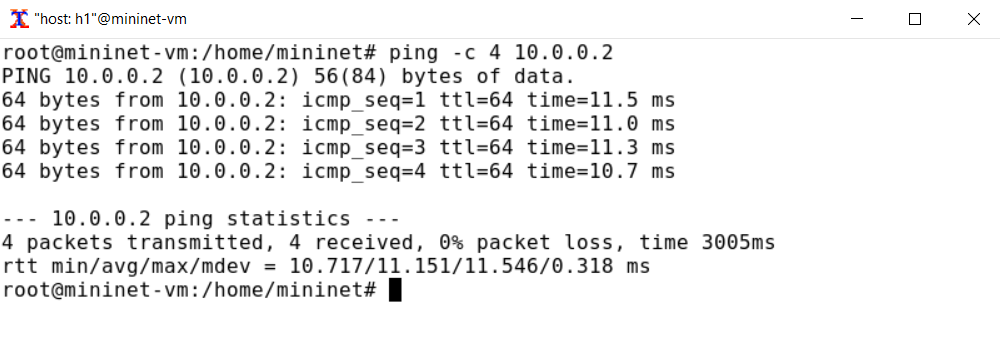 "host: h1"@mininet-vm
root@mininet-vm:/home/mininet# ping -c 4 10.0.0.2
PING 10.0.0.2 (10.0.0.2) 56(84) bytes of data.
64 bytes from 10.0.0.2: icmp_seq=1 ttl=64 time=11.5 ms
64 bytes from 10.0.0.2: icmp_seq=2 ttl=64 time=11.0 ms
64 bytes from 10.0.0.2: icmp_seq=3 ttl=64 time=11.3 ms
64 bytes from 10.0.0.2: icmp_seq=4 ttl=64 time=10.7 ms

--- 10.0.0.2 ping statistics ---
4 packets transmitted, 4 received, 0% packet loss, time 3005ms
rtt min/avg/max/mdev = 10.717/11.151/11.546/0.318 ms
root@mininet-vm:/home/mininet#